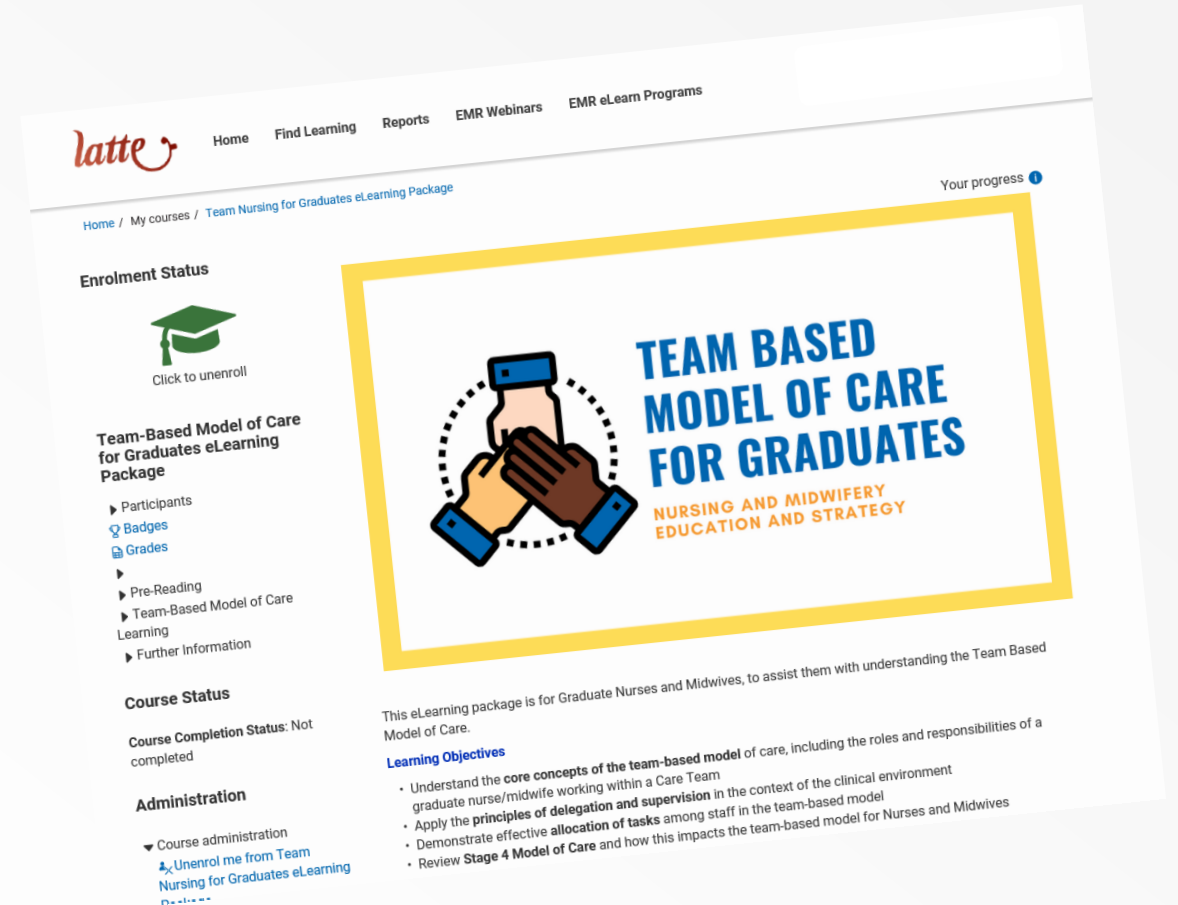 latte
Home Find Learning Reports EMR Webinars EMR eLearn Programs
Home / My courses / Team Nursing for Graduates eLearning Package
Your progress
Enrolment Status
Click to unenroll
Team-Based Model of Care
for Graduates eLearning
Package
Participants
Badges
Grades
Pre-Reading
Team-Based Model of Care
Learning
Further Information
Course Status
Course Completion Status: Not
completed
Administration
Course administration
Unenrol me from Team
Nursing for Graduates eLearning
TEAM BASED
MODEL OF CARE
FOR GRADUATES
NURSING AND MIDWIFERY
EDUCATION AND STRATEGY
This eLearning package is for Graduate Nurses and Midwives, to assist them with understanding the Team Based
Model of Care.
Learning Objectives
• Understand the core concepts of the team-based model of care, including the roles and responsibilities of a
graduate nurse/midwife working within a Care Team
• Apply the principles of delegation and supervision in the context of the clinical environment
• Demonstrate effective allocation of tasks among staff in the team-based model
• Review Stage 4 Model of Care and how this impacts the team-based model for Nurses and Midwives